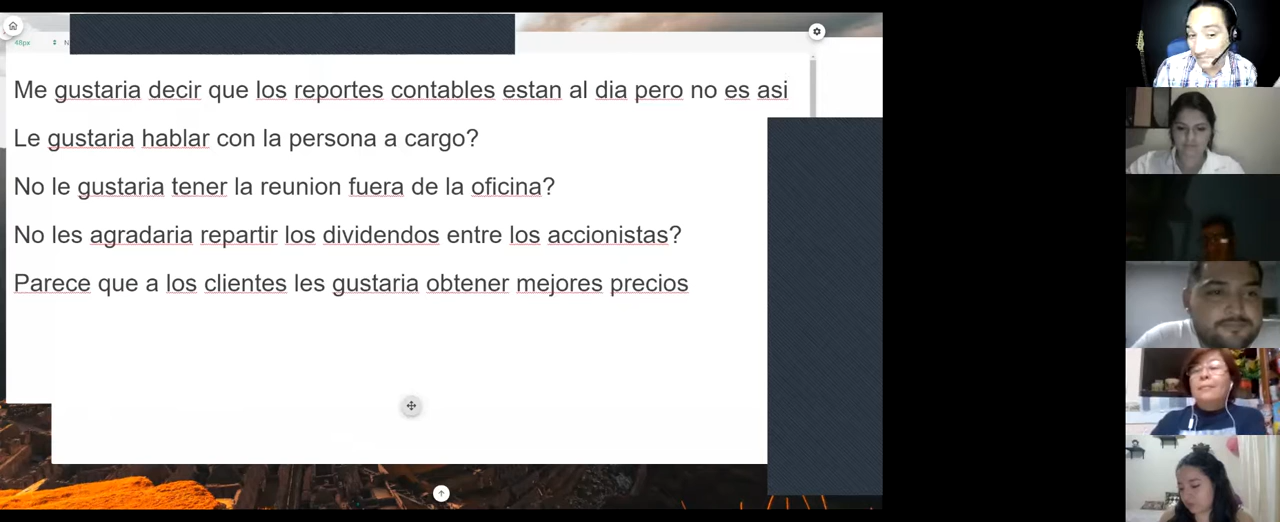 48px
Me gustaria decir que los reportes contables estan al dia pero no es asi
Le gustaria hablar con la persona a cargo?
No le gustaria tener la reunion fuera de la oficina?
No les agradaria repartir los dividendos entre los accionistas?
Parece que a los clientes les gustaria obtener mejores precios